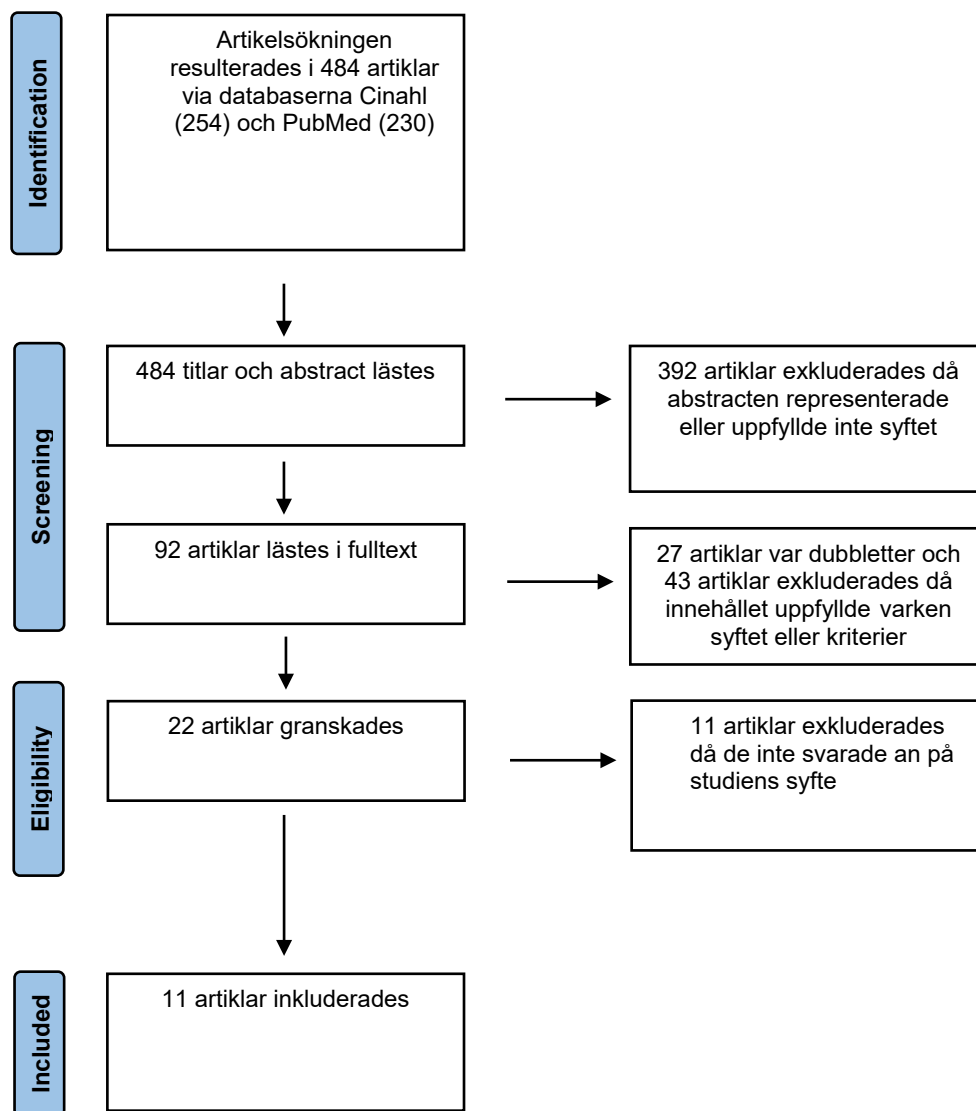 Identification
Artikelsökningen
resulterades i 484 artiklar
via databaserna Cinahl
(254) och PubMed (230)
Screening
484 titlar och abstract lästes
392 artiklar exkluderades då
abstracten representerade
eller uppfyllde inte syftet
92 artiklar lästes i fulltext
27 artiklar var dubbletter och
43 artiklar exkluderades då
innehållet uppfyllde varken
syftet eller kriterier
Eligibility
22 artiklar granskades
11 artiklar exkluderades
då de inte svarade an på
studiens syfte
Included
11 artiklar inkluderades